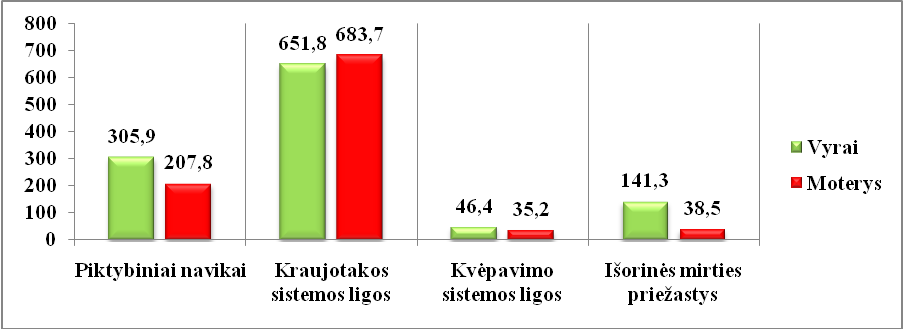 800
700
600
500
400
300
200
100
0
305,9
207,8
651,8
683,7
46,4
35,2
141,3
38,5
Piktybiniai navikai
Kraujotakos
sistemos ligos
Kvėpavimo
sistemos ligos
Išorinės mirties
priežastys
Vyrai
Moterys